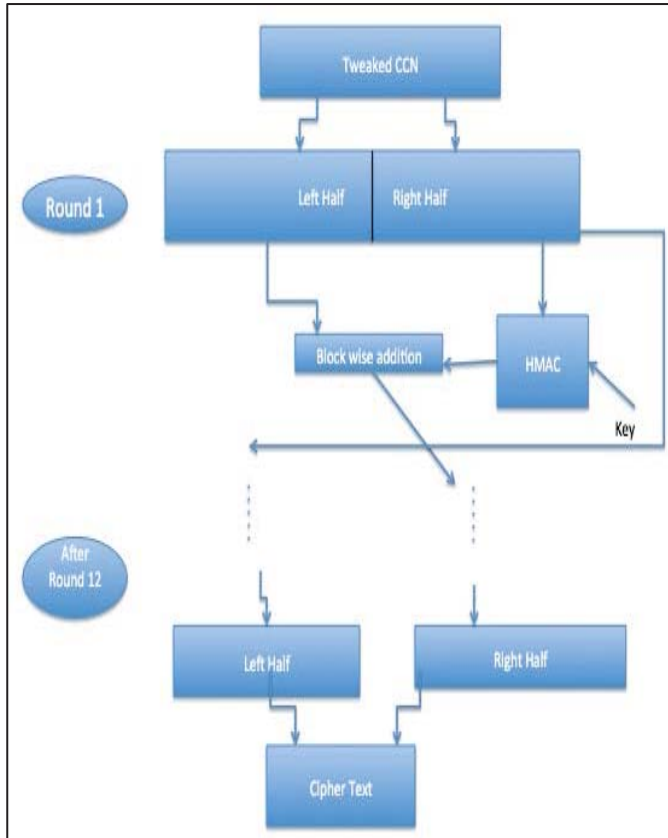 Tweaked CCN
Round 1
Left Half
Right Half
Block wise addition
HMAC
Key
After
Round 12
Left Half
Right Half
Cipher Text